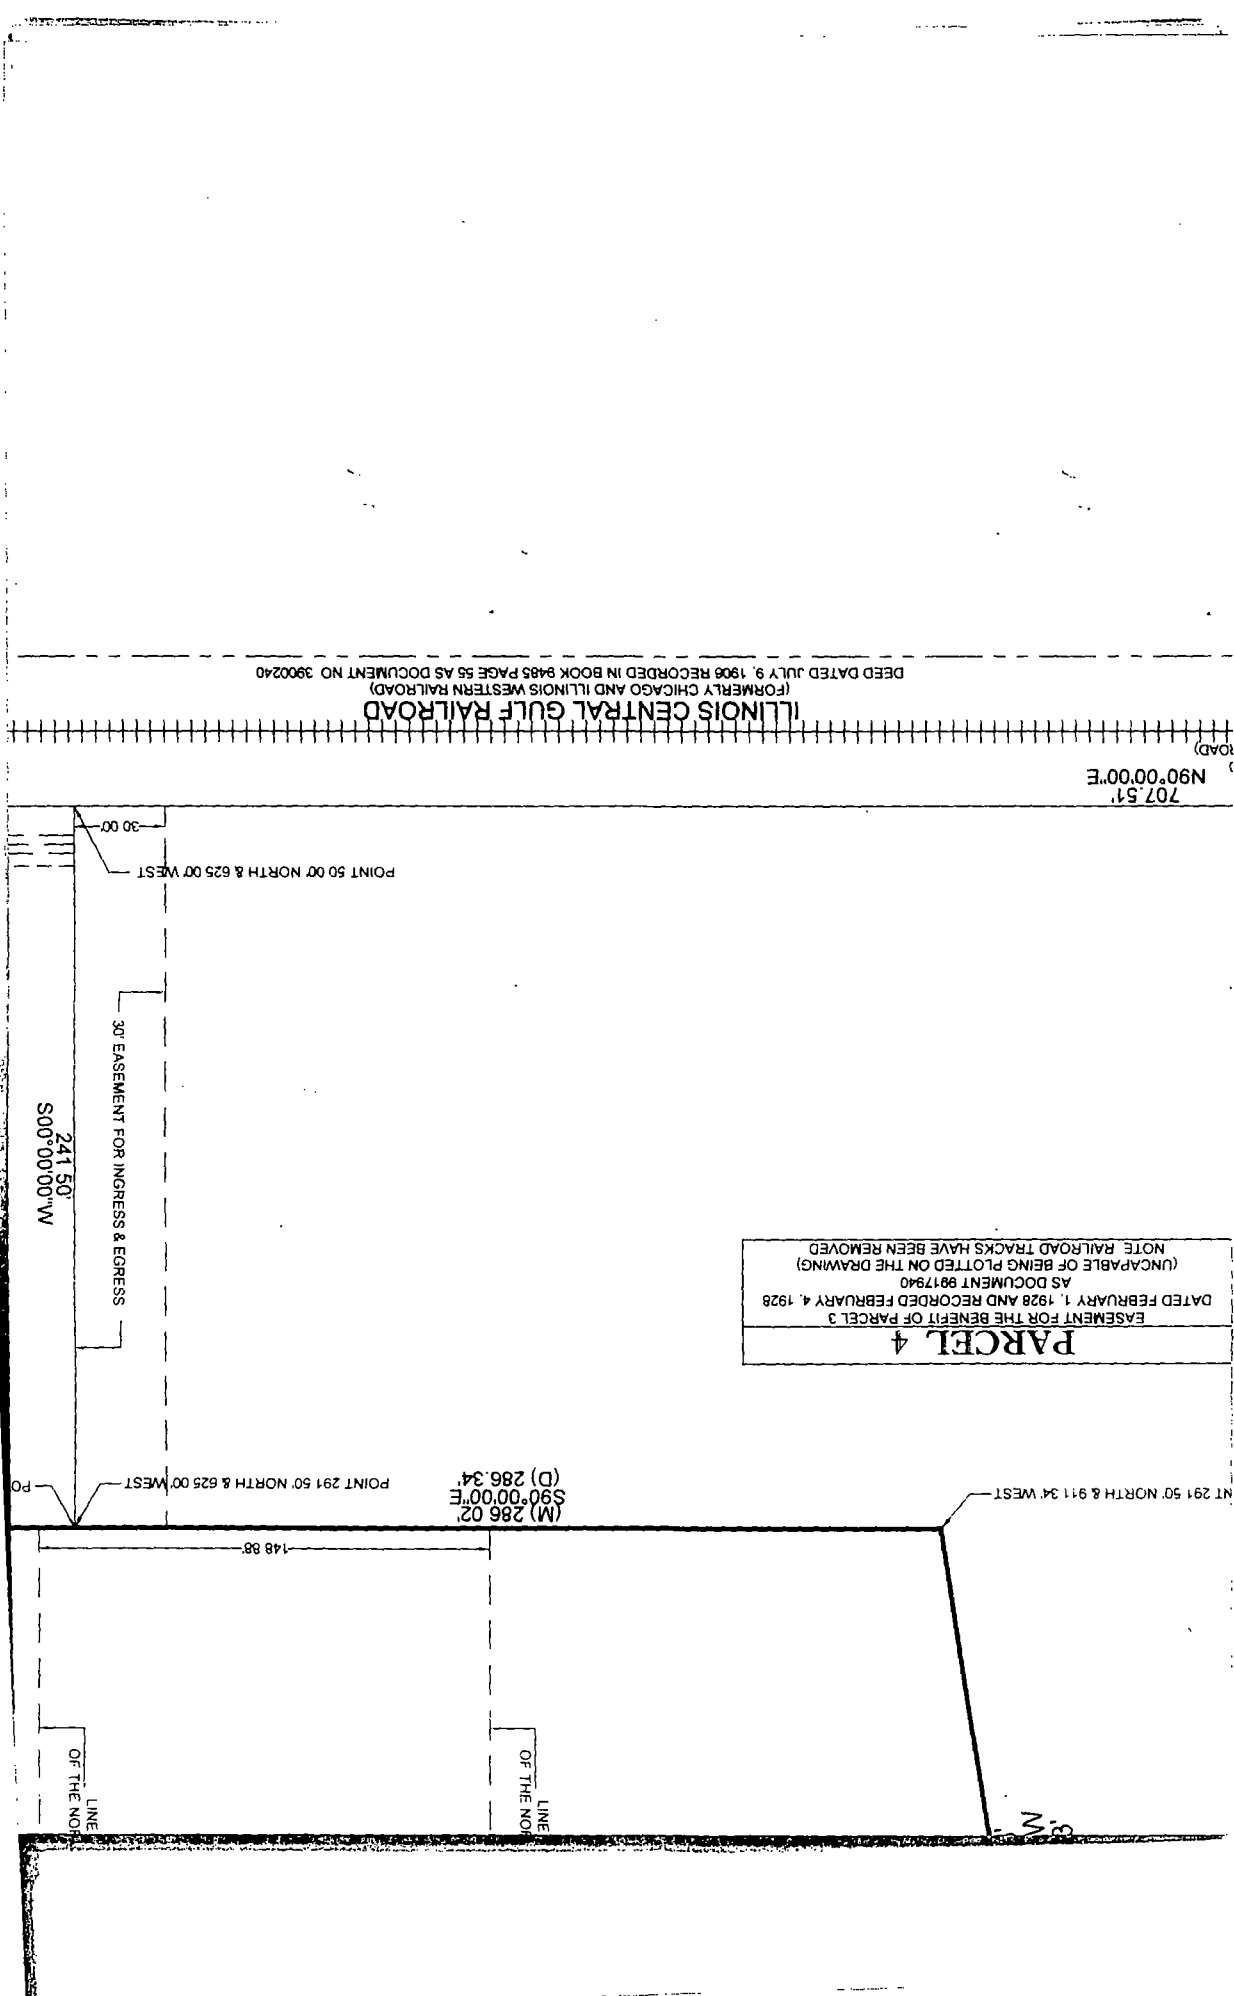 W
PARCEL 4
EASEMENT FOR THE BENEFIT OF PARCEL 3
DATED FEBRUARY 1, 1928 AND RECORDED FEBRUARY 4, 1928
AS DOCUMENT 9917940
(UNCAPABLE OF BEING PLOTTED ON THE DRAWING)
NOTE RAILROAD TRACKS HAVE BEEN REMOVED
NT 291 50' NORTH & 911 34' WEST
LINE
OF THE NOR
LINE
OF THE NOR
148 88'
(M) 286 02'
S90°00'00"E
(D) 286.34'
POINT 291 50' NORTH & 625 00' WEST
PO
30' EASEMENT FOR INGRESS & EGRESS
241 50'
S00°00'00"W
POINT 50 00' NORTH & 625 00' WEST
30 00'
707.51'
N90°00'00"E
ROAD)
ILLINOIS CENTRAL GULF RAILROAD
(FORMERLY CHICAGO AND ILLINOIS WESTERN RAILROAD)
DEED DATED JULY 9, 1906 RECORDED IN BOOK 9485 PAGE 55 AS DOCUMENT NO 3900240